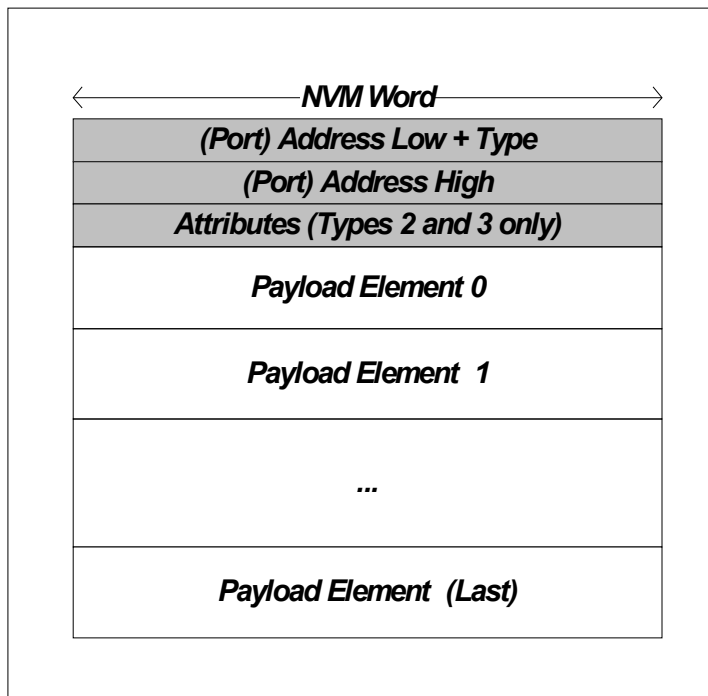 NVM Word
(Port) Address Low + Type
(Port) Address High
Attributes (Types 2 and 3 only)
Payload Element 0
Payload Element 1
...
Payload Element (Last)